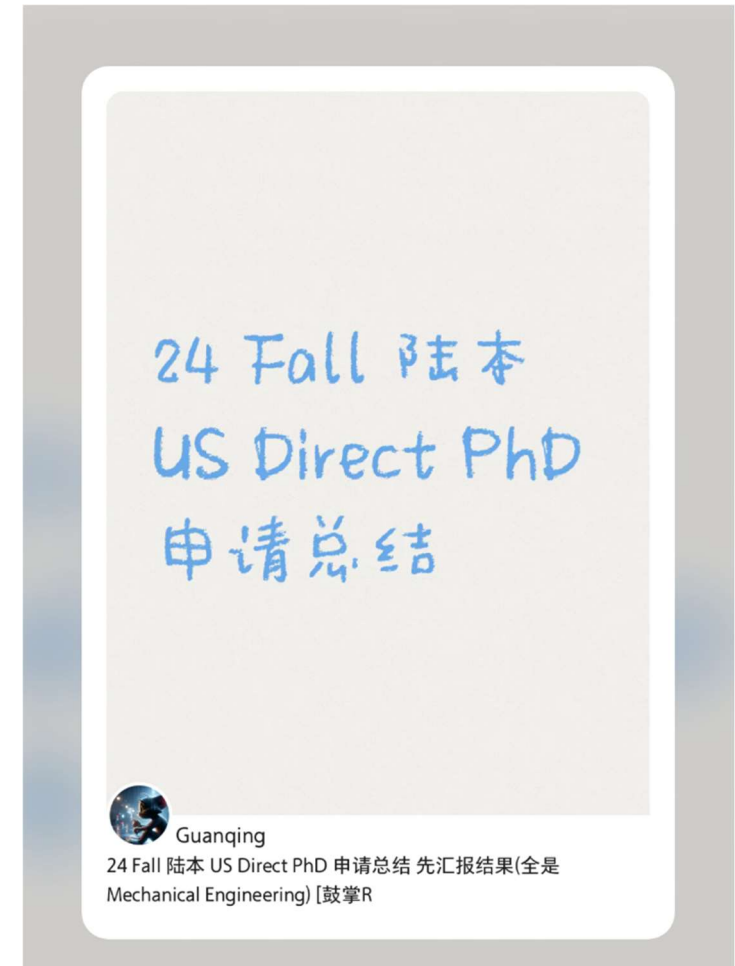 24 Fall 陆本
US Direct PhD
申请总结
Guanqing
24 Fall 陆本 US Direct PhD 申请总结 先汇报结果(全是
Mechanical Engineering) [鼓掌R